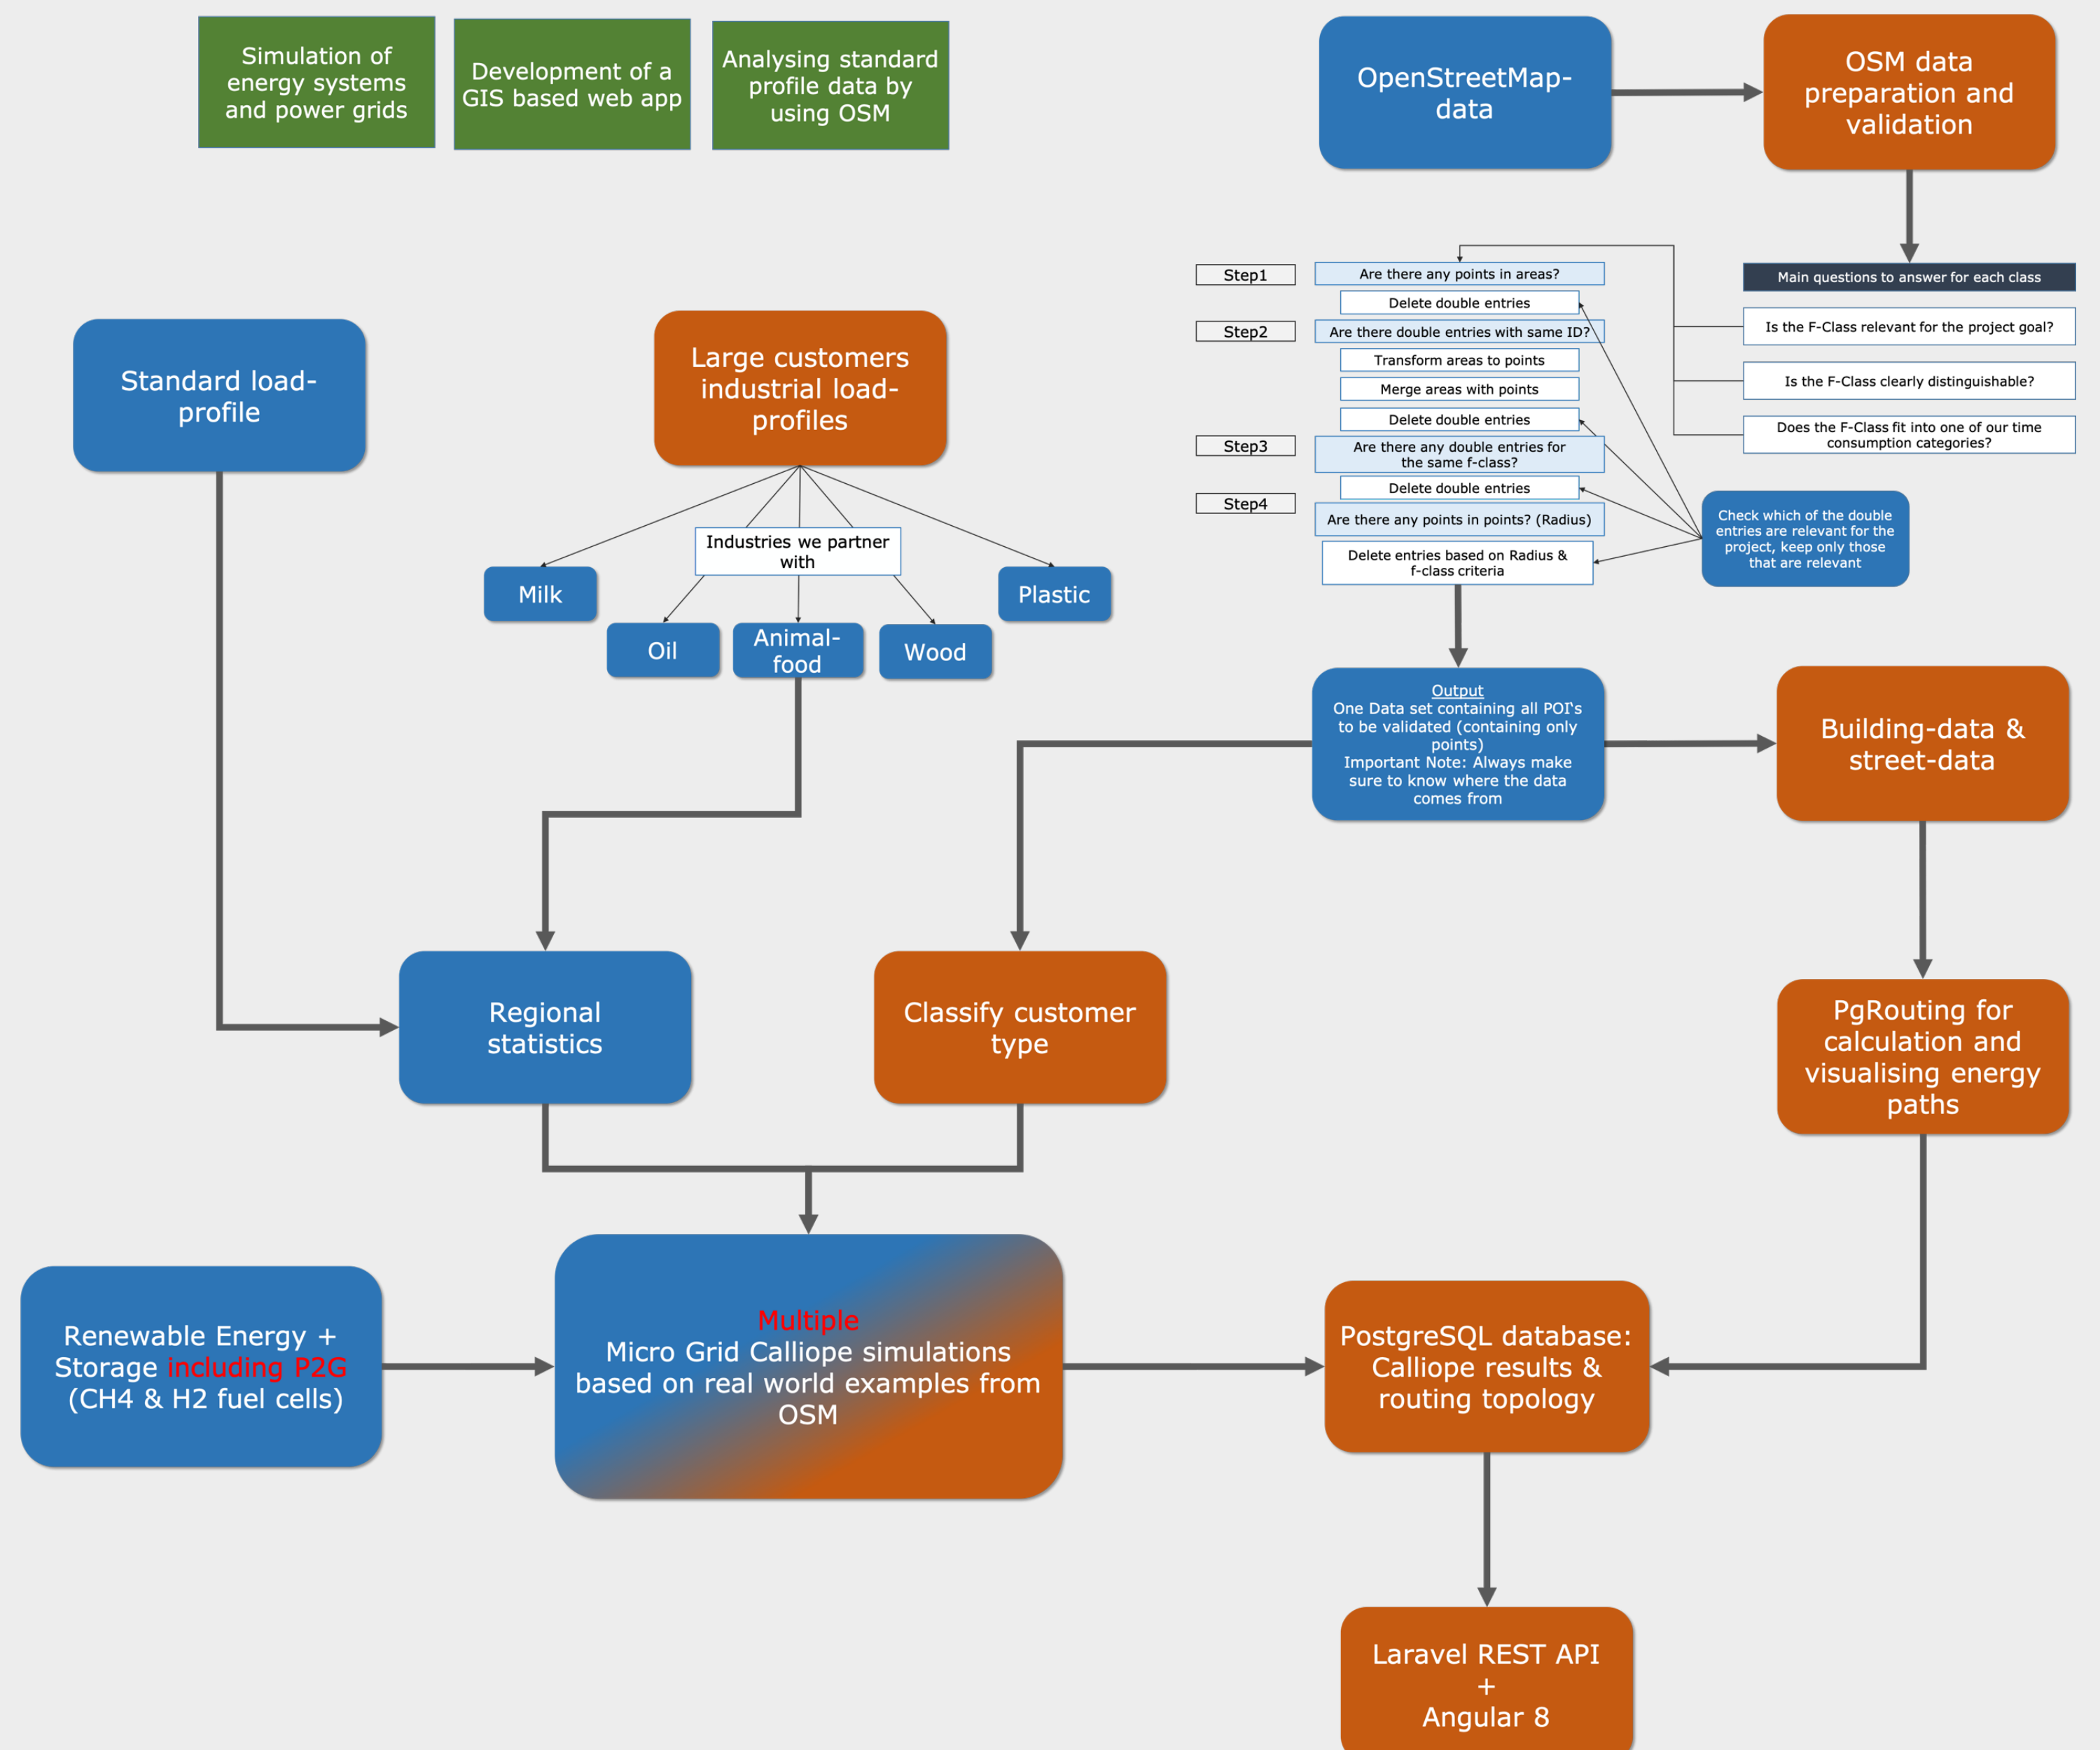 Simulation of
energy systems
and power grids
Development of a
GIS based web app
Analysing standard
profile data by
using OSM
OpenStreetMap-
data
OSM data
preparation and
validation
Step1
Are there any points in areas?
Delete double entries
Step2
Are there double entries with same ID?
Transform areas to points
Merge areas with points
Delete double entries
Step3
Are there any double entries for
the same f-class?
Delete double entries
Step4
Are there any points in points? (Radius)
Delete entries based on Radius &
f-class criteria
Main questions to answer for each class
Is the F-Class relevant for the project goal?
Is the F-Class clearly distinguishable?
Does the F-Class fit into one of our time
consumption categories?
Check which of the double
entries are relevant for the
project, keep only those
that are relevant
Standard load-
profile
Large customers
industrial load-
profiles
Industries we partner
with
Milk
Oil
Animal-
food
Wood
Plastic
Output
One Data set containing all POI's
to be validated (containing only
points)
Important Note: Always make
sure to know where the data
comes from
Building-data &
street-data
Regional
statistics
Classify customer
type
PgRouting for
calculation and
visualising energy
paths
Renewable Energy +
Storage including P2G
(CH4 & H2 fuel cells)
Multiple
Micro Grid Calliope simulations
based on real world examples from
OSM
PostgreSQL database:
Calliope results &
routing topology
Laravel REST API
+
Angular 8